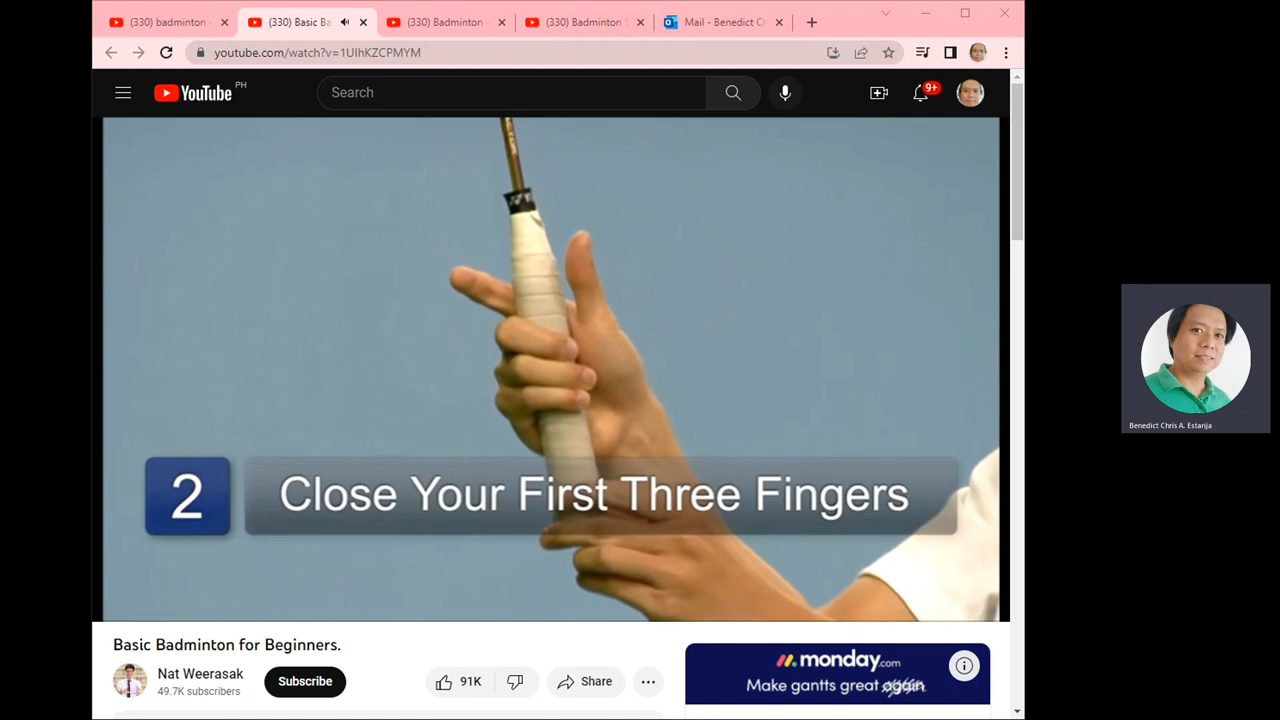 (330) badminton -
(330) Basic Ba
(330) Badminton -
(330) Badminton S
Mail - Benedict Ch
youtube.com/watch?v=1UIhKZCPMYM
YouTube PH
Search
9+
2 Close Your First Three Fingers
Benedict Chris A. Estarija
Basic Badminton for Beginners.
Nat Weerasak
49.7K subscribers
Subscribe
91K
Share
monday.com
Make gantts great again